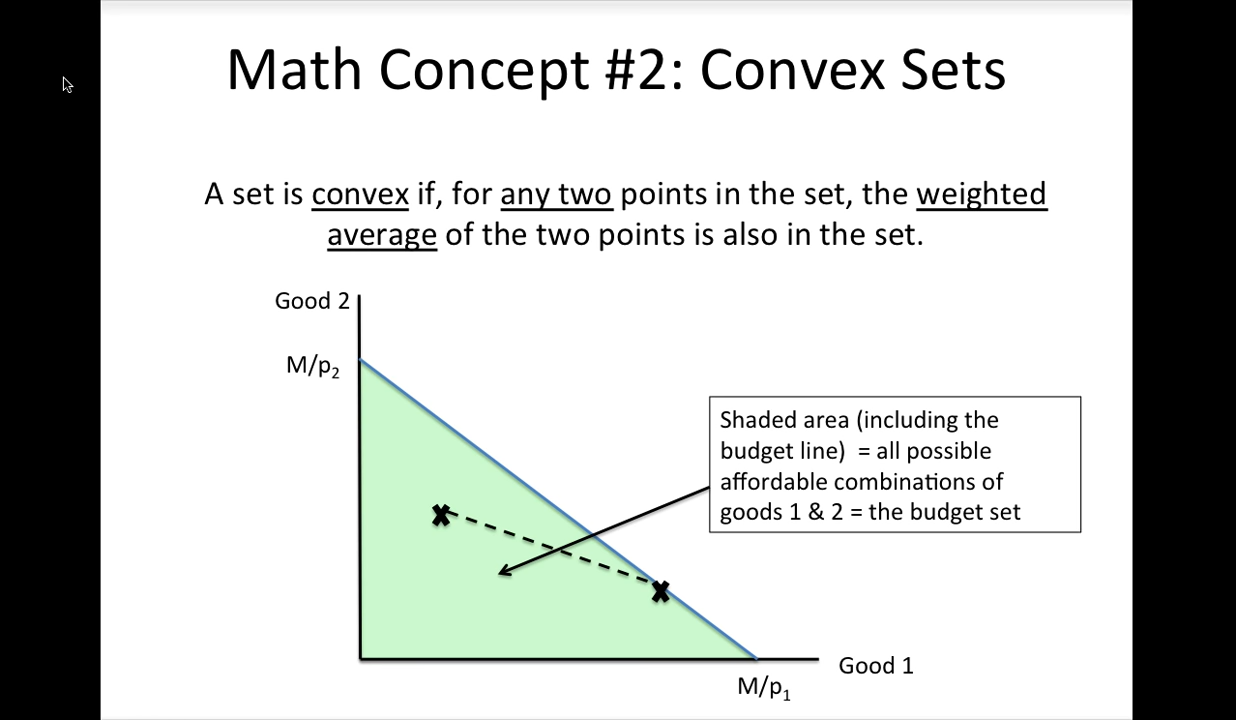 Math Concept #2: Convex Sets
A set is convex if, for any two points in the set, the weighted
average of the two points is also in the set.
Good 2
M/p₂
Shaded area (including the
budget line)  = all possible
affordable combinations of
goods 1 & 2 = the budget set
Good 1
M/p₁